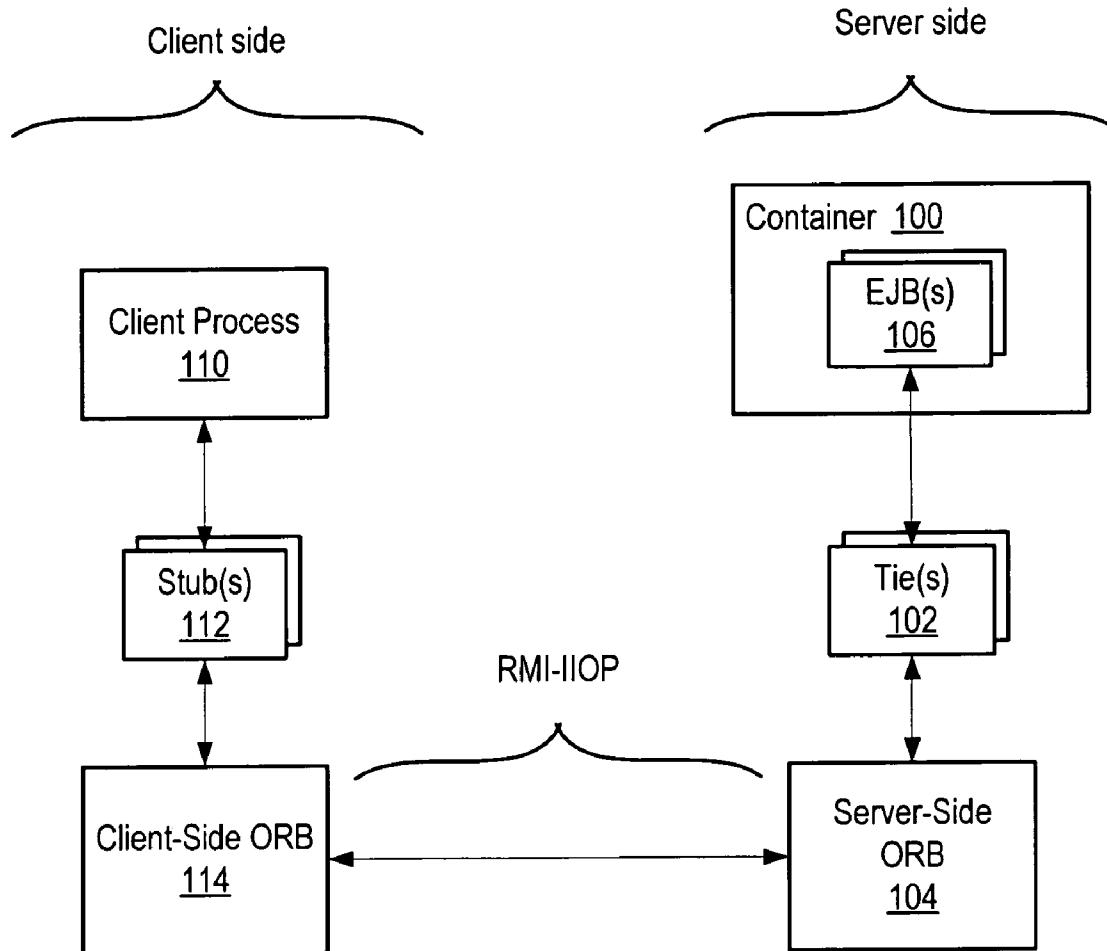 Client side
Server side
Container 100
EJB(s)
106
Client Process
110
Stub(s)
112
Tie(s)
102
RMI-IIOP
Client-Side ORB
114
Server-Side
ORB
104